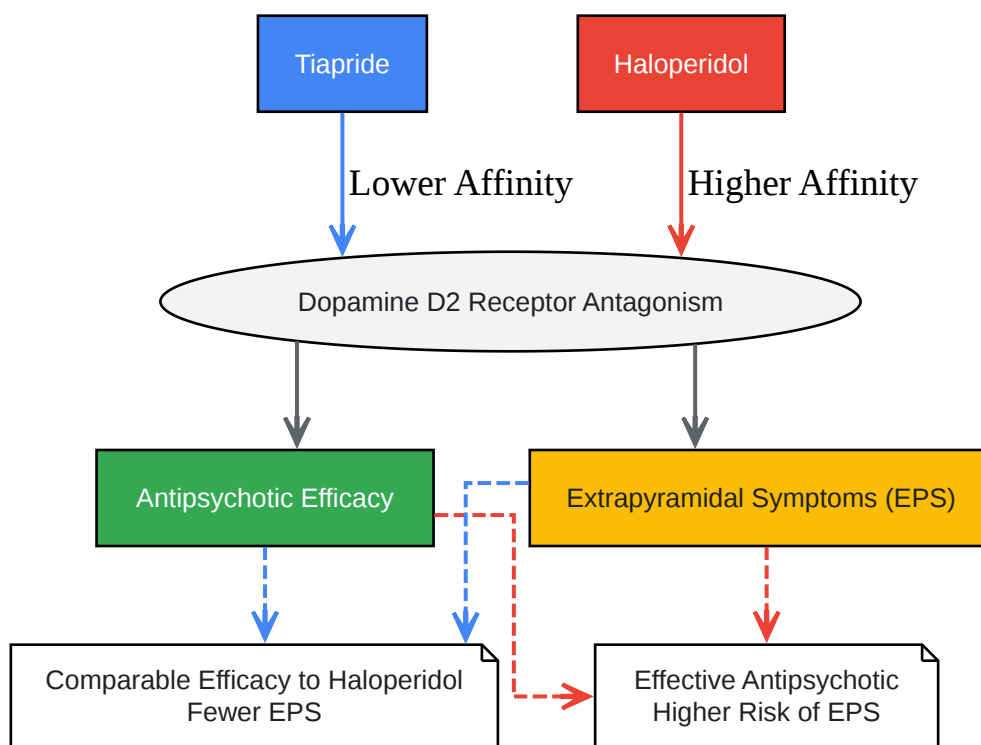 Tiapride
Haloperidol
Lower Affinity
Higher Affinity
Dopamine D2 Receptor Antagonism
Antipsychotic Efficacy
Extrapyramidal Symptoms (EPS)
Comparable Efficacy to Haloperidol
Fewer EPS
Effective Antipsychotic
Higher Risk of EPS